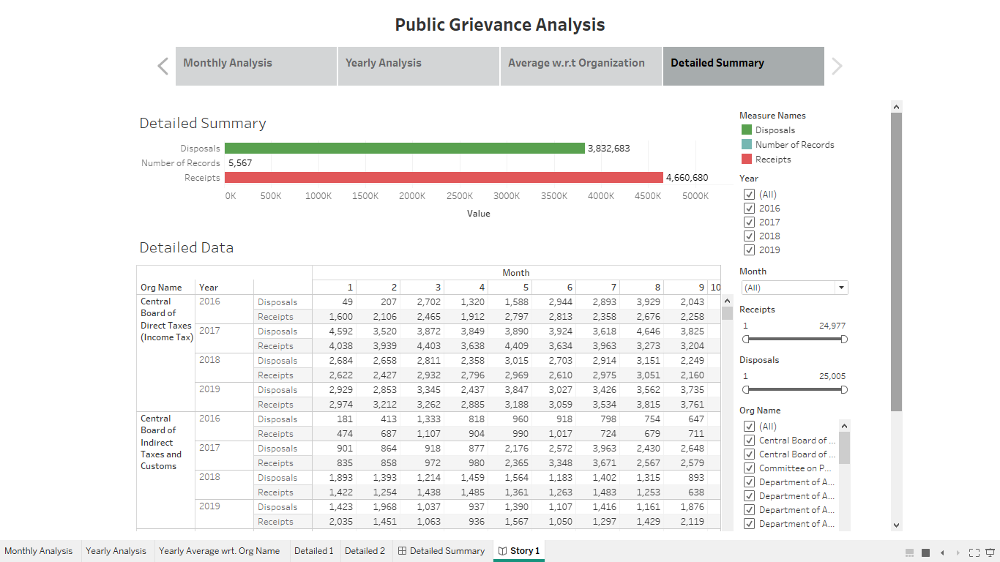 Public Grievance Analysis
Monthly Analysis
Yearly Analysis
Average w.r.t Organization
Detailed Summary
Detailed Summary
Disposals 3,832,683
Number of Records 5,567
Receipts 4,660,680
0K 500K 1000K 1500K 2000K 2500K 3000K 3500K 4000K 4500K 5000K
Value
Measure Names
Disposals
Number of Records
Receipts
Year
(All)
2016
2017
2018
2019
Month
(All)
Receipts
1 24,977
Disposals
1 25,005
Org Name
(All)
Central Board of ...
Central Board of ...
Committee on P...
Department of A...
Department of A...
Department of A...
Department of A...
Detailed Data
Month
Org Name Year 1 2 3 4 5 6 7 8 9 10
Central Board of Direct Taxes (Income Tax)
2016 Disposals 49 207 2,702 1,320 1,588 2,944 2,893 3,929 2,043
Receipts 1,600 2,106 2,465 1,912 2,797 2,813 2,358 2,676 2,258
2017 Disposals 4,592 3,520 3,872 3,849 3,890 3,924 3,618 4,646 3,825
Receipts 4,038 3,939 4,403 3,638 4,409 3,634 3,963 3,273 3,204
2018 Disposals 2,684 2,658 2,811 2,358 3,015 2,703 2,914 3,151 2,249
Receipts 2,622 2,427 2,932 2,796 2,969 2,610 2,975 3,051 2,160
2019 Disposals 2,929 2,853 3,345 2,437 3,847 3,027 3,426 3,562 3,735
Receipts 2,974 3,212 3,262 2,885 3,188 3,059 3,534 3,815 3,761
Central Board of Indirect Taxes and Customs
2016 Disposals 181 413 1,333 818 960 918 798 754 647
Receipts 474 687 1,107 904 990 1,017 724 679 711
2017 Disposals 901 864 918 877 2,176 2,572 3,963 2,430 2,648
Receipts 835 858 972 980 2,365 3,348 3,671 2,567 2,579
2018 Disposals 1,893 1,393 1,214 1,459 1,564 1,183 1,402 1,315 893
Receipts 1,422 1,254 1,438 1,485 1,361 1,263 1,483 1,253 638
2019 Disposals 1,423 1,968 1,037 937 1,390 1,107 1,416 1,161 1,876
Receipts 2,035 1,451 1,063 936 1,567 1,050 1,297 1,429 2,119
Monthly Analysis
Yearly Analysis
Yearly Average wrt. Org Name
Detailed 1
Detailed 2
Detailed Summary
Story 1